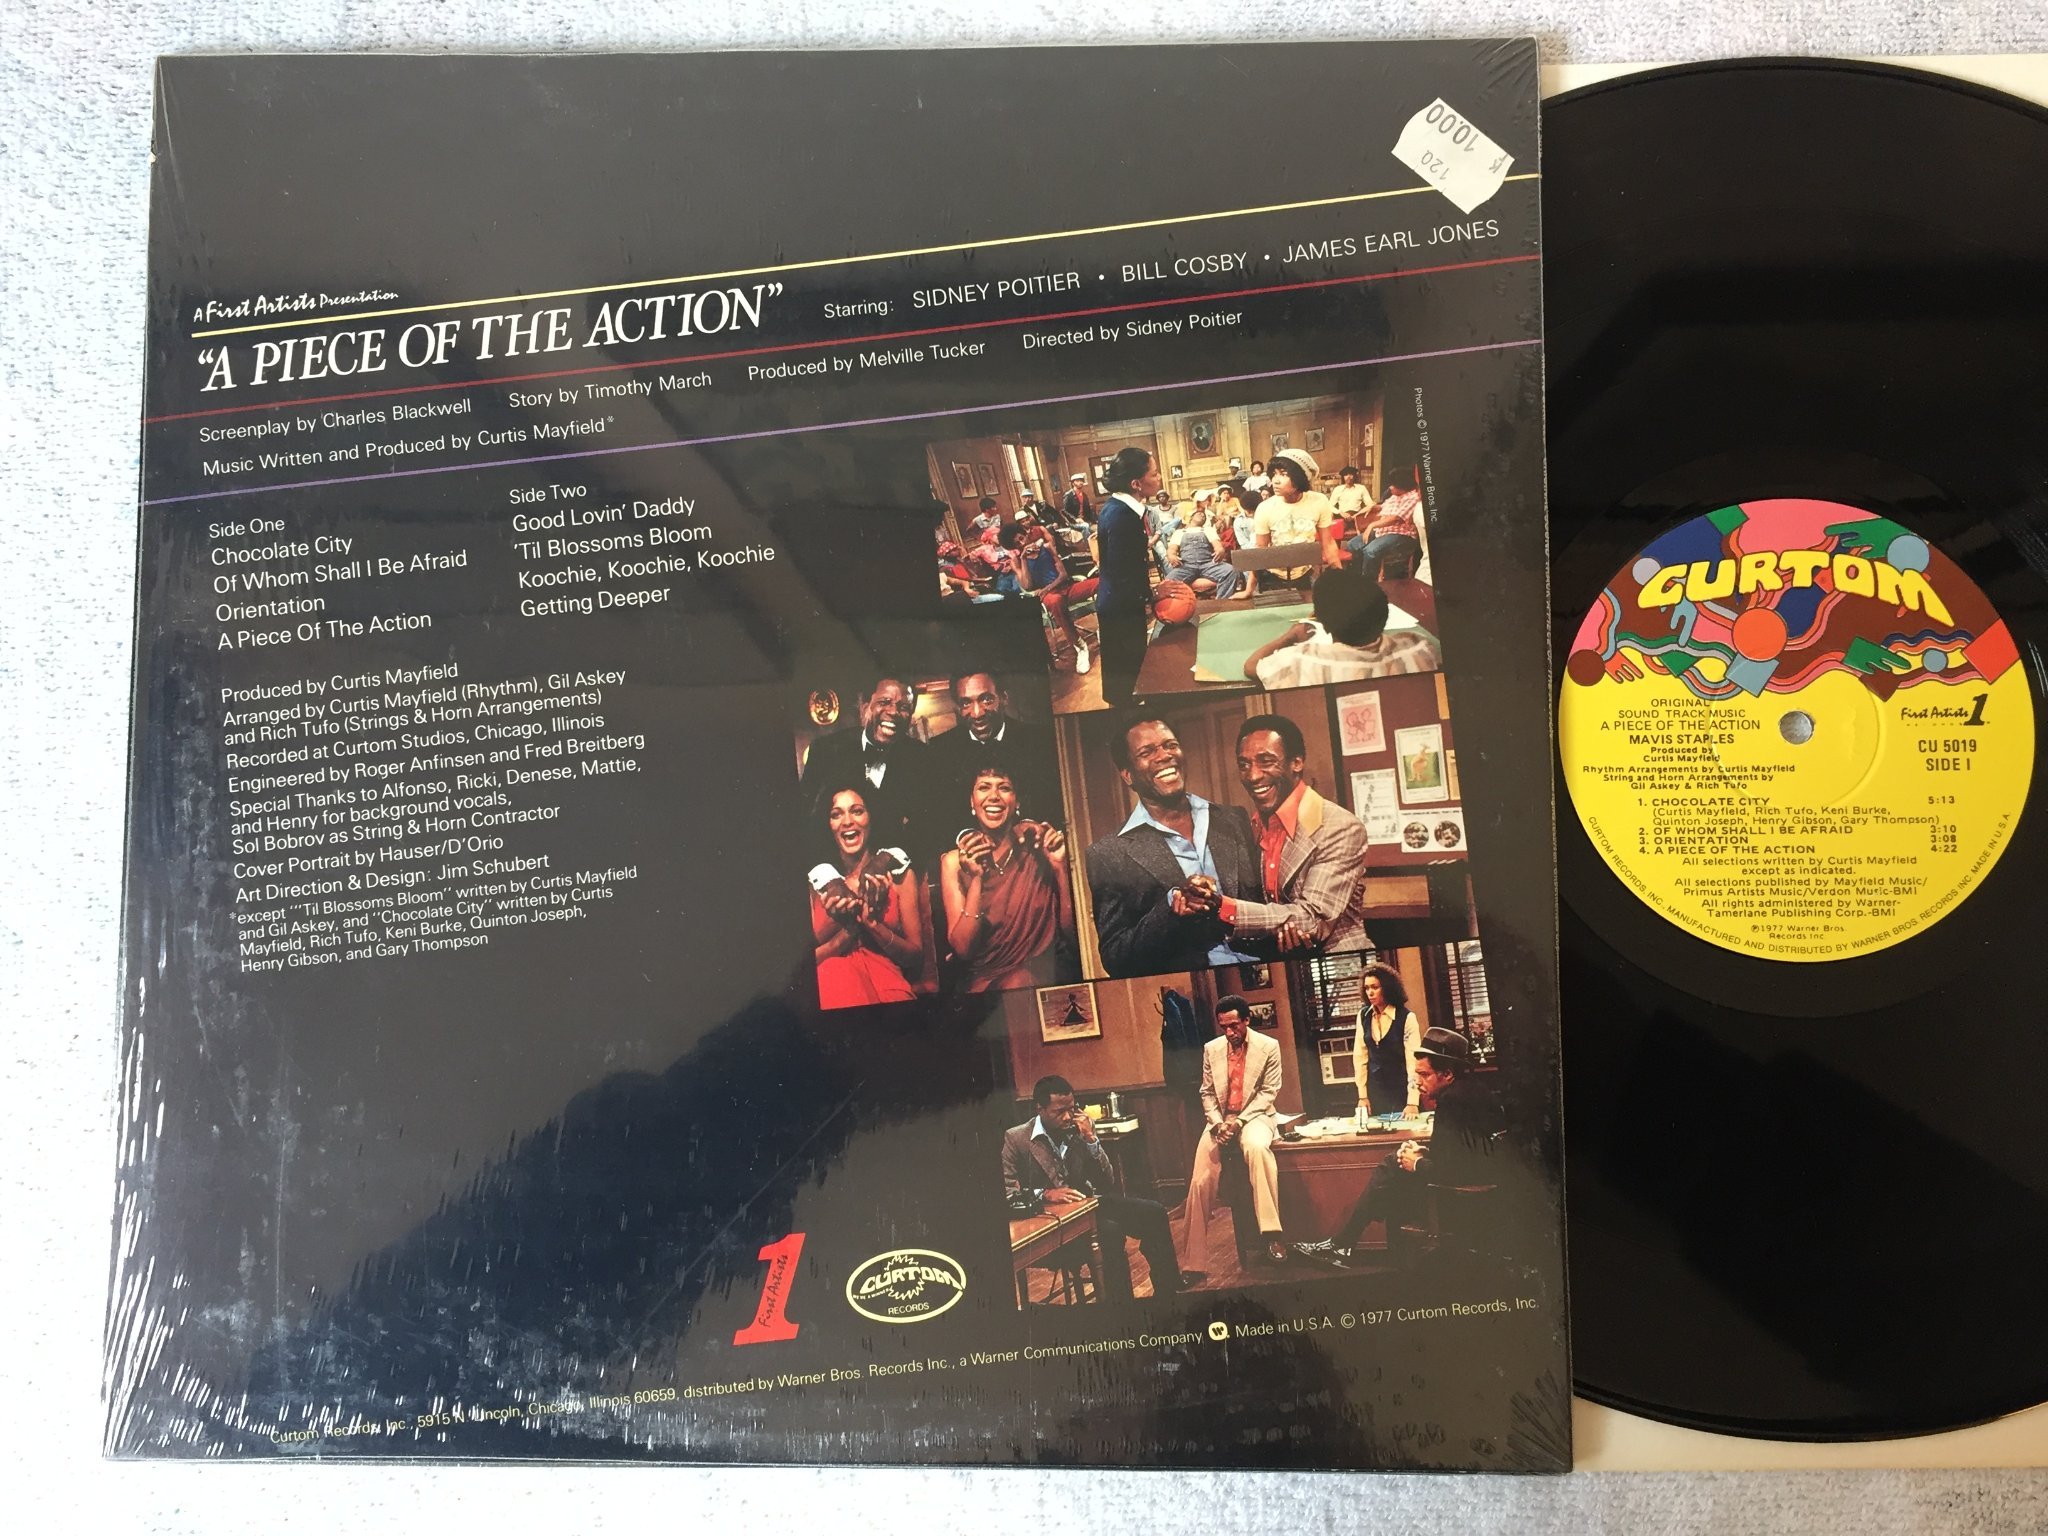 10.00
120
A First Artists Presentation
"A PIECE OF THE ACTION"
Starring: SIDNEY POITIER • BILL COSBY • JAMES EARL JONES
Screenplay by Charles Blackwell Story by Timothy March Produced by Melville Tucker Directed by Sidney Poitier
Music Written and Produced by Curtis Mayfield*
Side One
Chocolate City
Of Whom Shall I Be Afraid
Orientation
A Piece Of The Action
Side Two
Good Lovin' Daddy
'Til Blossoms Bloom
Koochie, Koochie, Koochie
Getting Deeper
Produced by Curtis Mayfield
Arranged by Curtis Mayfield (Rhythm), Gil Askey
and Rich Tufo (Strings & Horn Arrangements)
Recorded at Curtom Studios, Chicago, Illinois
Engineered by Roger Anfinsen and Fred Breitberg
Special Thanks to Alfonso, Ricki, Denese, Mattie,
and Henry for background vocals,
Sol Bobrov as String & Horn Contractor
Cover Portrait by Hauser/D'Orio
Art Direction & Design: Jim Schubert
*except "'Til Blossoms Bloom" written by Curtis Mayfield
and Gil Askey, and "Chocolate City" written by Curtis
Mayfield, Rich Tufo, Keni Burke, Quinton Joseph,
Henry Gibson, and Gary Thompson
Photos © 1977 Warner Bros. Inc.
1
First Artists
CURTOM
RECORDS
Curtom Records, Inc., 5915 N. Lincoln, Chicago, Illinois 60659, distributed by Warner Bros. Records Inc., a Warner Communications Company. Made in U.S.A. © 1977 Curtom Records, Inc.
CURTOM
ORIGINAL
SOUND TRACK MUSIC
A PIECE OF THE ACTION
MAVIS STAPLES
Produced by
Curtis Mayfield
Rhythm Arrangements by Curtis Mayfield
String and Horn Arrangements by
Gil Askey & Rich Tufo
First Artists 1
CU 5019
SIDE I
1. CHOCOLATE CITY 5:13
(Curtis Mayfield, Rich Tufo, Keni Burke,
Quinton Joseph, Henry Gibson, Gary Thompson)
2. OF WHOM SHALL I BE AFRAID 3:10
3. ORIENTATION 3:08
4. A PIECE OF THE ACTION 4:22
All selections written by Curtis Mayfield
except as indicated.
All selections published by Mayfield Music/
Primus Artists Music/Verdon Music-BMI
All rights administered by Warner-
Tamerlane Publishing Corp.-BMI
℗1977 Warner Bros.
Records Inc.
CURTOM RECORDS INC., MANUFACTURED AND DISTRIBUTED BY WARNER BROS. RECORDS INC. MADE IN U.S.A.